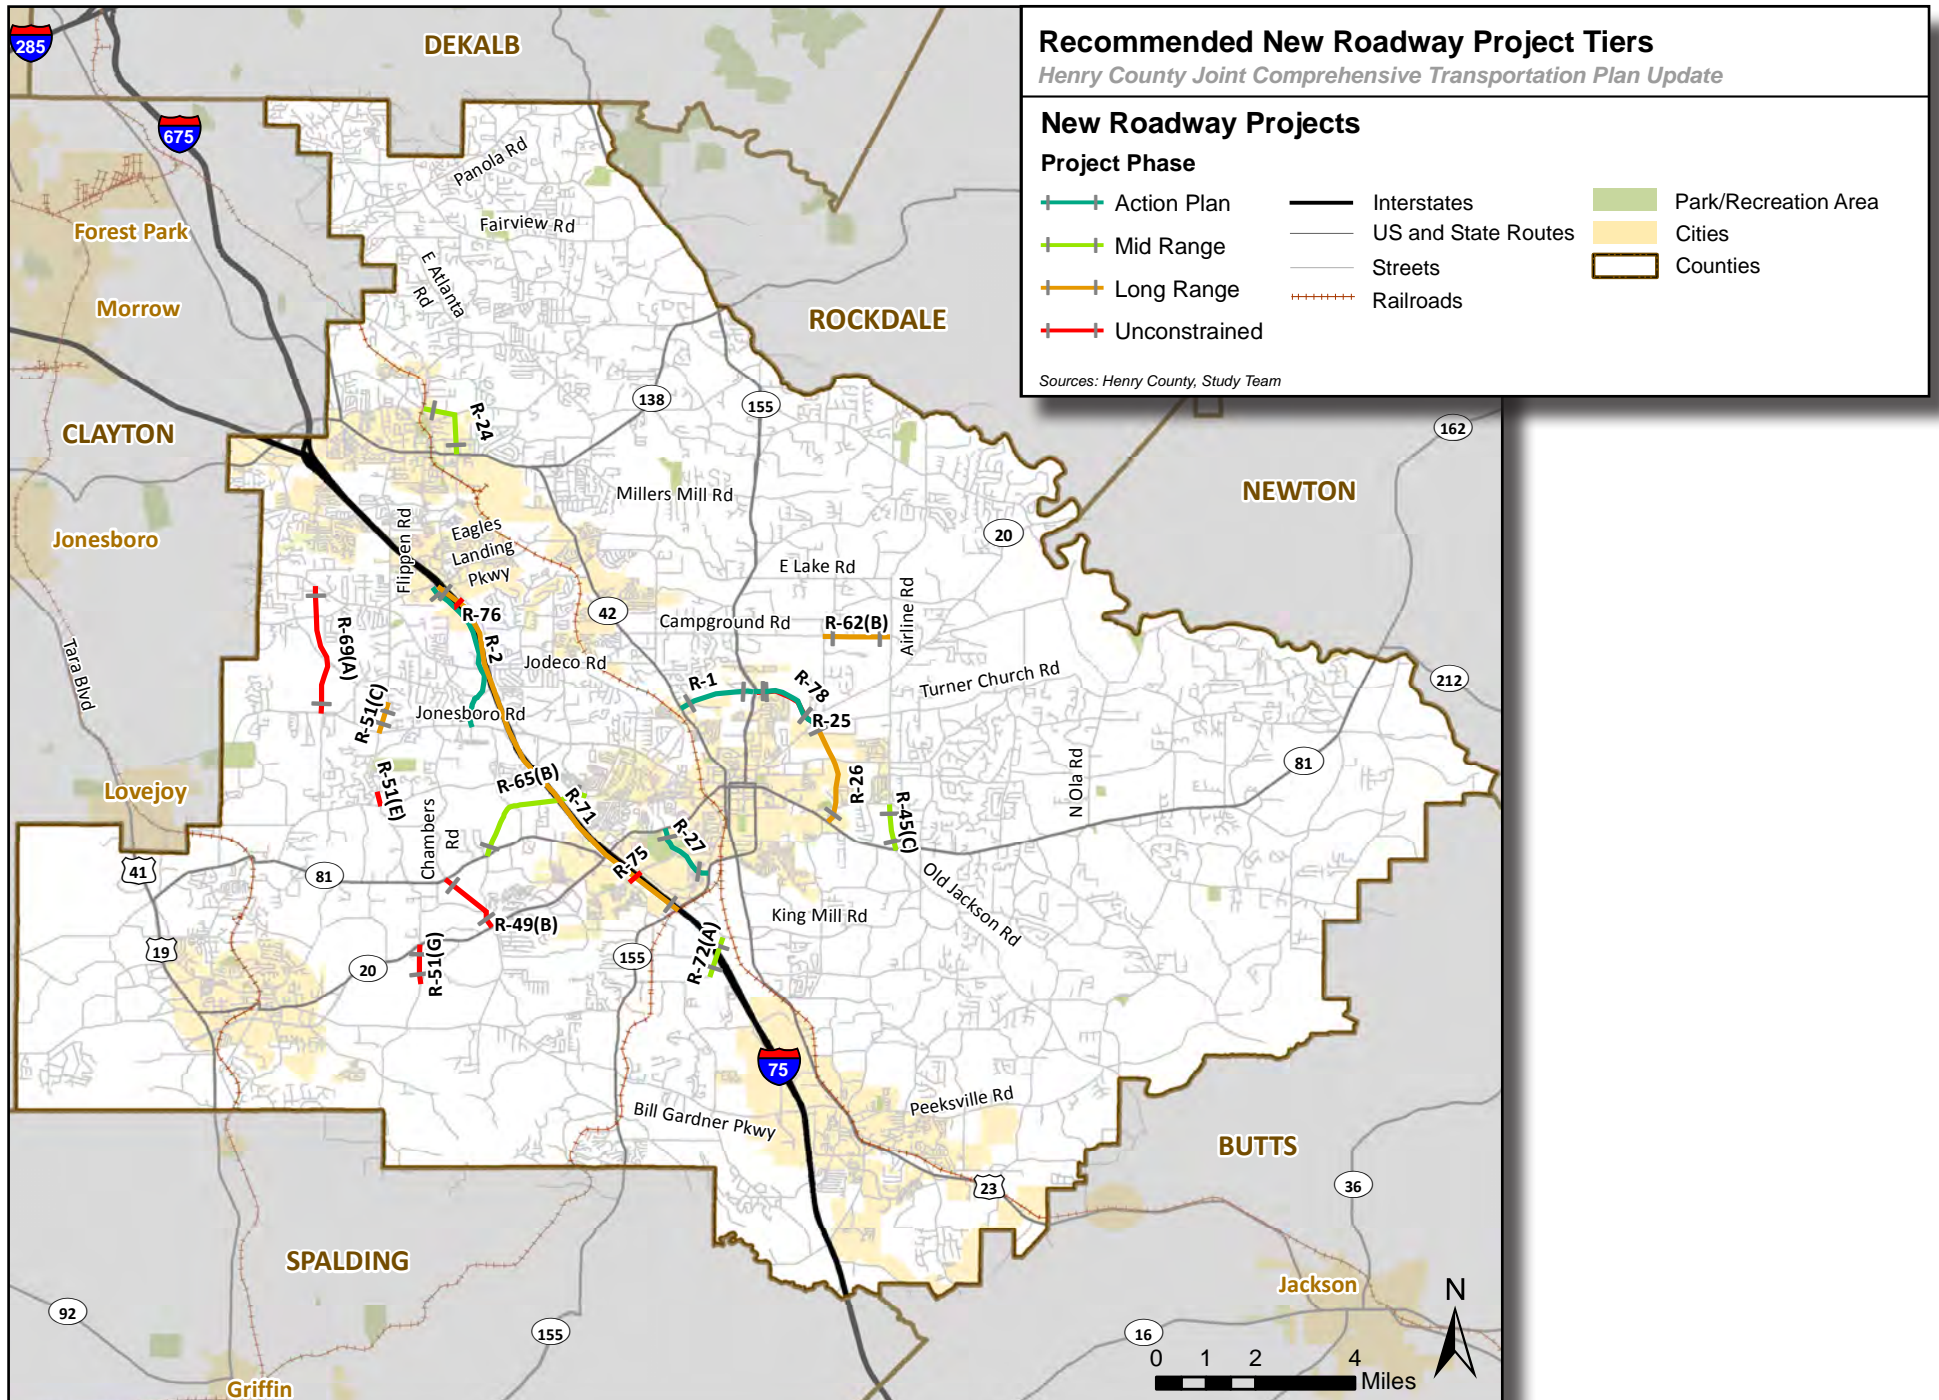 Recommended New Roadway Project Tiers
Henry County Joint Comprehensive Transportation Plan Update
New Roadway Projects
Project Phase
Action Plan
Mid Range
Long Range
Unconstrained
Interstates
US and State Routes
Streets
Railroads
Park/Recreation Area
Cities
Counties
Sources: Henry County, Study Team
285
DEKALB
675
Panola Rd
Forest Park
Fairview Rd
E Atlanta
Rd
Morrow
ROCKDALE
138
155
R-24
CLAYTON
162
NEWTON
Millers Mill Rd
Jonesboro
Flippen Rd
Eagles
Landing
Pkwy
20
E Lake Rd
Airline Rd
R-76
42
Campground Rd
R-62(B)
R-69(A)
R-2
Tara Blvd
Jodeco Rd
Turner Church Rd
212
R-1
R-78
R-51(C)
Jonesboro Rd
R-25
N Ola Rd
81
R-65(B)
R-26
Lovejoy
R-51(E)
R-71
Chambers
Rd
R-45(C)
R-27
41
81
R-75
Old Jackson Rd
King Mill Rd
R-49(B)
19
R-51(G)
20
155
R-72(A)
75
Bill Gardner Pkwy
Peeksville Rd
BUTTS
23
36
SPALDING
Jackson
92
155
16
N
0 1 2 4
Miles
Griffin